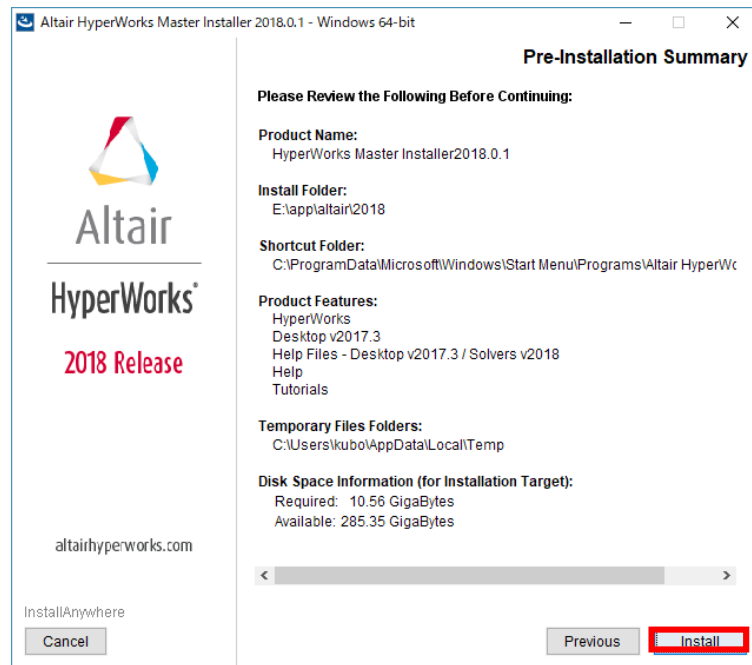 Altair HyperWorks Master Installer 2018.0.1 - Windows 64-bit
Pre-Installation Summary
Altair
HyperWorks®
2018 Release
altairhyperworks.com
Please Review the Following Before Continuing:
Product Name:
HyperWorks Master Installer2018.0.1
Install Folder:
E:\app\altair\2018
Shortcut Folder:
C:\ProgramData\Microsoft\Windows\Start Menu\Programs\Altair HyperWo
Product Features:
HyperWorks
Desktop v2017.3
Help Files - Desktop v2017.3 / Solvers v2018
Help
Tutorials
Temporary Files Folders:
C:\Users\kubo\AppData\Local\Temp
Disk Space Information (for Installation Target):
Required: 10.56 GigaBytes
Available: 285.35 GigaBytes
InstallAnywhere
Cancel
Previous
Install